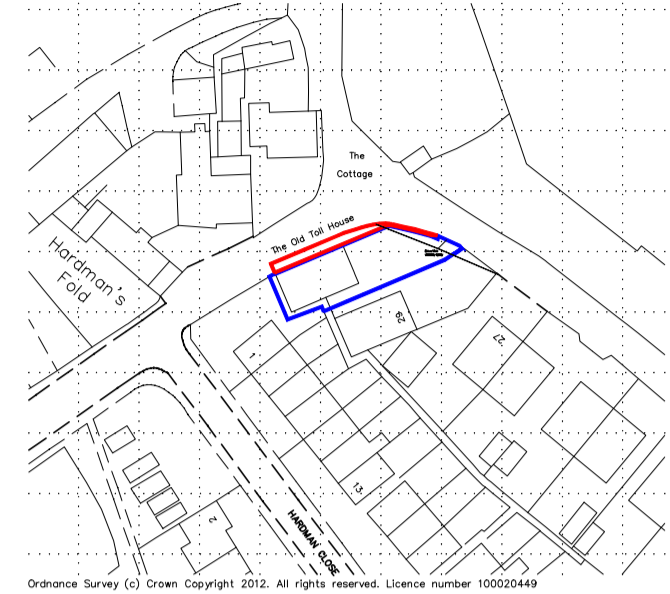 The
Cottage
The Old Toll House
Hardman's
Fold
29
27
1
13
2
HARDMAN CLOSE
Ordnance Survey (c) Crown Copyright 2012. All rights reserved. Licence number 100020449